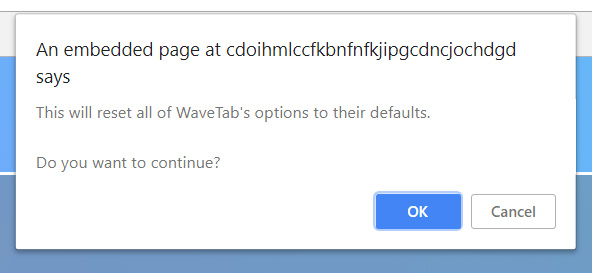 An embedded page at cdoihmlccfkbnfnfkjipgcdncjochdgd
says
This will reset all of WaveTab's options to their defaults.
Do you want to continue?
OK
Cancel